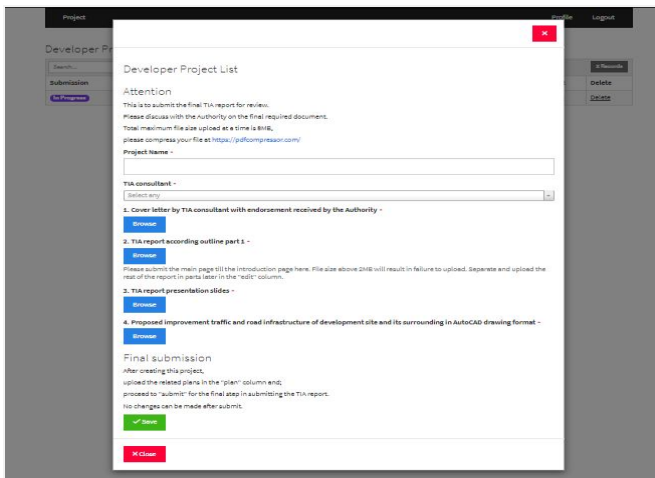 Project
Profile
Logout
Developer Pr
Search...
Records
Submission
Delete
In Progress
Delete
Developer Project List
Attention
This is to submit the final TIA report for review.
Please discuss with the Authority on the final required document.
Total maximum file size upload at a time is 8MB,
please compress your file at https://pdfcompressor.com/
Project Name -
TIA consultant -
Select any
1. Cover letter by TIA consultant with endorsement received by the Authority -
Browse
2. TIA report according outline part 1 -
Browse
Please submit the main page till the introduction page here. File size above 2MB will result in failure to upload. Separate and upload the
rest of the report in parts later in the "edit" column.
3. TIA report presentation slides -
Browse
4. Proposed improvement traffic and road infrastructure of development site and its surrounding in AutoCAD drawing format -
Browse
Final submission
After creating this project,
upload the related plans in the "plan" column and;
proceed to "submit" for the final step in submitting the TIA report.
No changes can be made after submit.
Save
Close